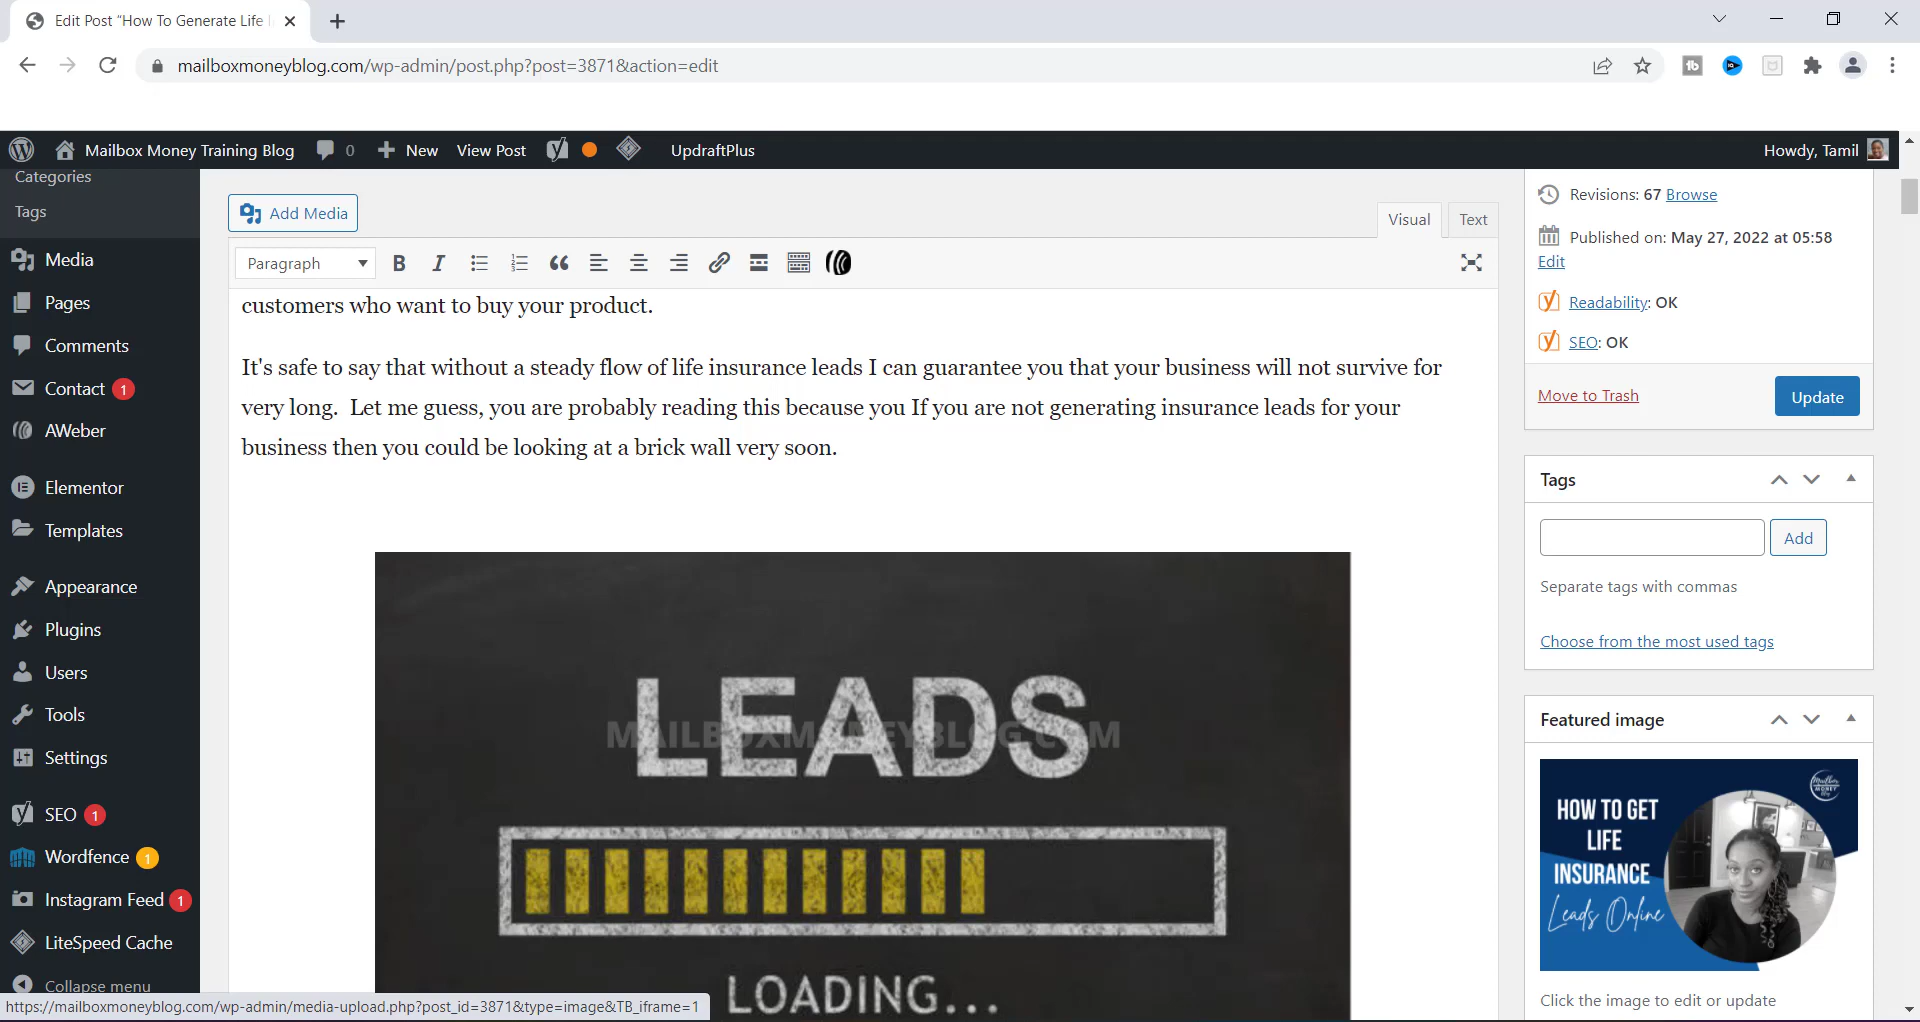 Edit Post "How To Generate Life
mailboxmoneyblog.com/wp-admin/post.php?post=3871&action=edit
Mailbox Money Training Blog 0 New View Post UpdraftPlus Howdy, Tamil
Categories
Tags
Media
Pages
Comments
Contact 1
AWeber
Elementor
Templates
Appearance
Plugins
Users
Tools
Settings
SEO 1
Wordfence 1
Instagram Feed 1
LiteSpeed Cache
Collapse menu
https://mailboxmoneyblog.com/wp-admin/media-upload.php?post_id=3871&type=image&TB_iframe=1
Add Media
Visual Text
Paragraph
customers who want to buy your product.
It's safe to say that without a steady flow of life insurance leads I can guarantee you that your business will not survive for
very long.  Let me guess, you are probably reading this because you If you are not generating insurance leads for your
business then you could be looking at a brick wall very soon.
LEADS
MAILBOXMONEYBLOG.COM
LOADING...
Revisions: 67 Browse
Published on: May 27, 2022 at 05:58
Edit
Readability: OK
SEO: OK
Move to Trash Update
Tags
Add
Separate tags with commas
Choose from the most used tags
Featured image
Mailbox
MONEY
Blog
HOW TO GET
LIFE
INSURANCE
Leads Online
Click the image to edit or update